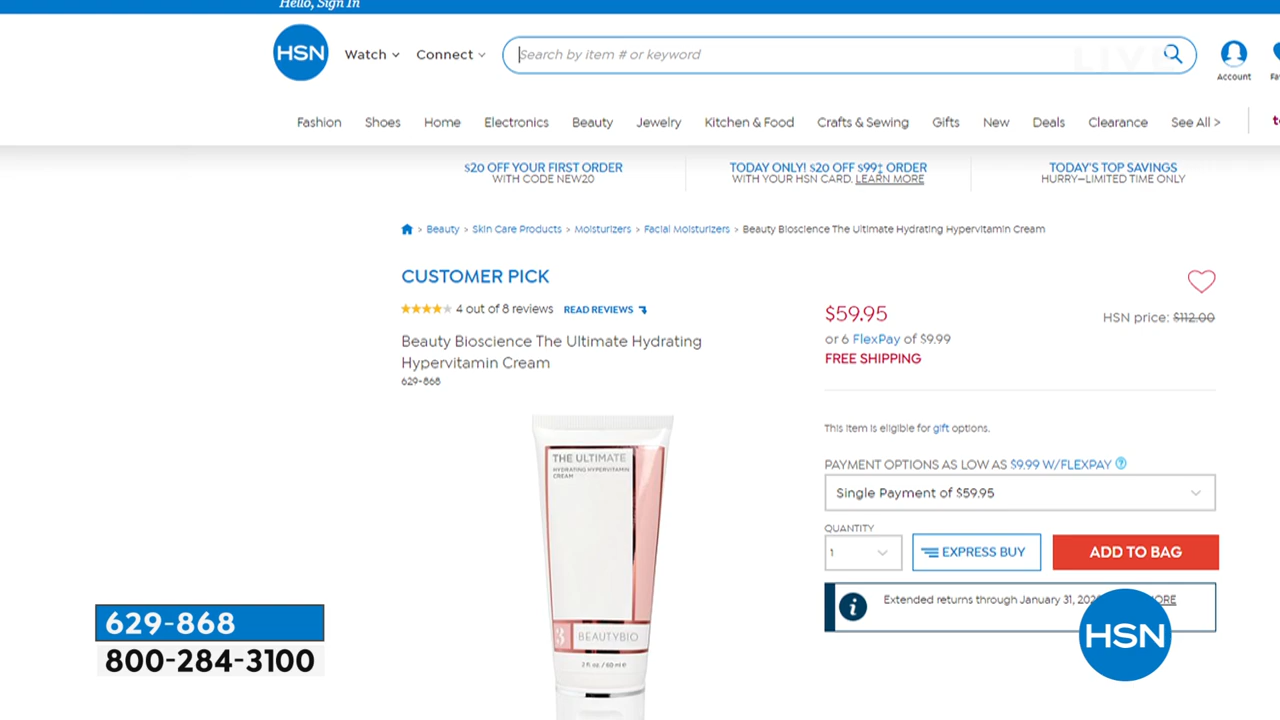 Hello, Sign In
HSN
Watch
Connect
Search by item # or keyword
LIVE
Account
Fashion
Shoes
Home
Electronics
Beauty
Jewelry
Kitchen & Food
Crafts & Sewing
Gifts
New
Deals
Clearance
See All >
$20 OFF YOUR FIRST ORDER
WITH CODE NEW20
TODAY ONLY! $20 OFF $99‡ ORDER
WITH YOUR HSN CARD. LEARN MORE
TODAY'S TOP SAVINGS
HURRY—LIMITED TIME ONLY
> Beauty > Skin Care Products > Moisturizers > Facial Moisturizers > Beauty Bioscience The Ultimate Hydrating Hypervitamin Cream
CUSTOMER PICK
4 out of 8 reviews READ REVIEWS
Beauty Bioscience The Ultimate Hydrating
Hypervitamin Cream
629-868
$59.95
HSN price: $112.00
or 6 FlexPay of $9.99
FREE SHIPPING
This item is eligible for gift options.
PAYMENT OPTIONS AS LOW AS $9.99 W/FLEXPAY ?
Single Payment of $59.95
QUANTITY
1
EXPRESS BUY
ADD TO BAG
Extended returns through January 31,
THE ULTIMATE
HYDRATING HYPERVITAMIN
CREAM
BEAUTYBIO
2 fl oz. / 60 ml e
629-868
800-284-3100
HSN